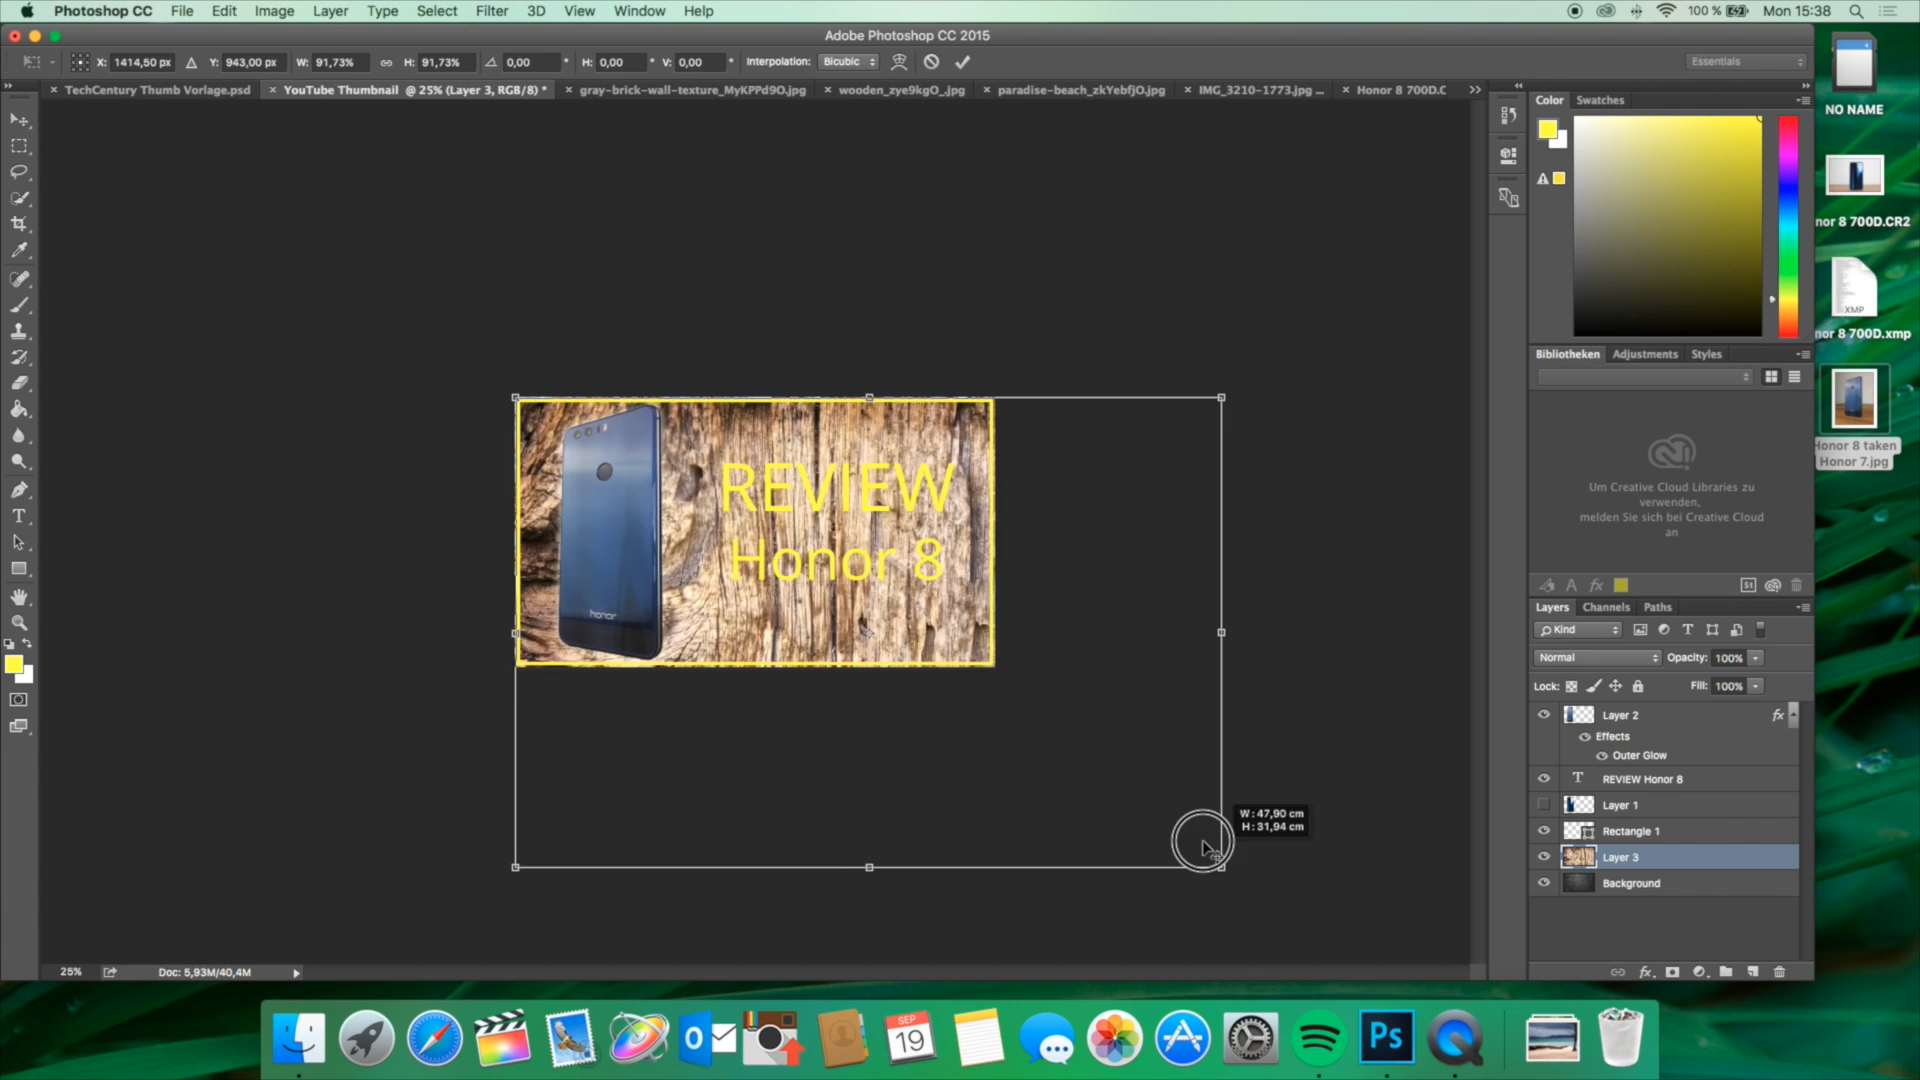 Photoshop CC File Edit Image Layer Type Select Filter 3D View Window Help 100 % Mon 15:38
Adobe Photoshop CC 2015
X: 1414,50 px Y: 943,00 px W: 91,73% H: 91,73% 0,00 ° H: 0,00 ° V: 0,00 ° Interpolation: Bicubic Essentials
TechCentury Thumb Vorlage.psd YouTube Thumbnail @ 25% (Layer 3, RGB/8) * gray-brick-wall-texture_MyKPPd9O.jpg wooden_zye9kgO_.jpg paradise-beach_zkYebfjO.jpg IMG_3210-1773.jpg ... Honor 8 700D.C
Color Swatches
NO NAME
nor 8 700D.CR2
XMP
nor 8 700D.xmp
Honor 8 taken
Honor 7.jpg
Bibliotheken Adjustments Styles
Um Creative Cloud Libraries zu
verwenden,
melden Sie sich bei Creative Cloud
an
REVIEW
Honor 8
honor
W: 47,90 cm
H: 31,94 cm
St
Layers Channels Paths
Kind
Normal Opacity: 100%
Lock: Fill: 100%
Layer 2 fx
Effects
Outer Glow
T REVIEW Honor 8
Layer 1
Rectangle 1
Layer 3
Background
25% Doc: 5,93M/40,4M
SEP
19
Ps